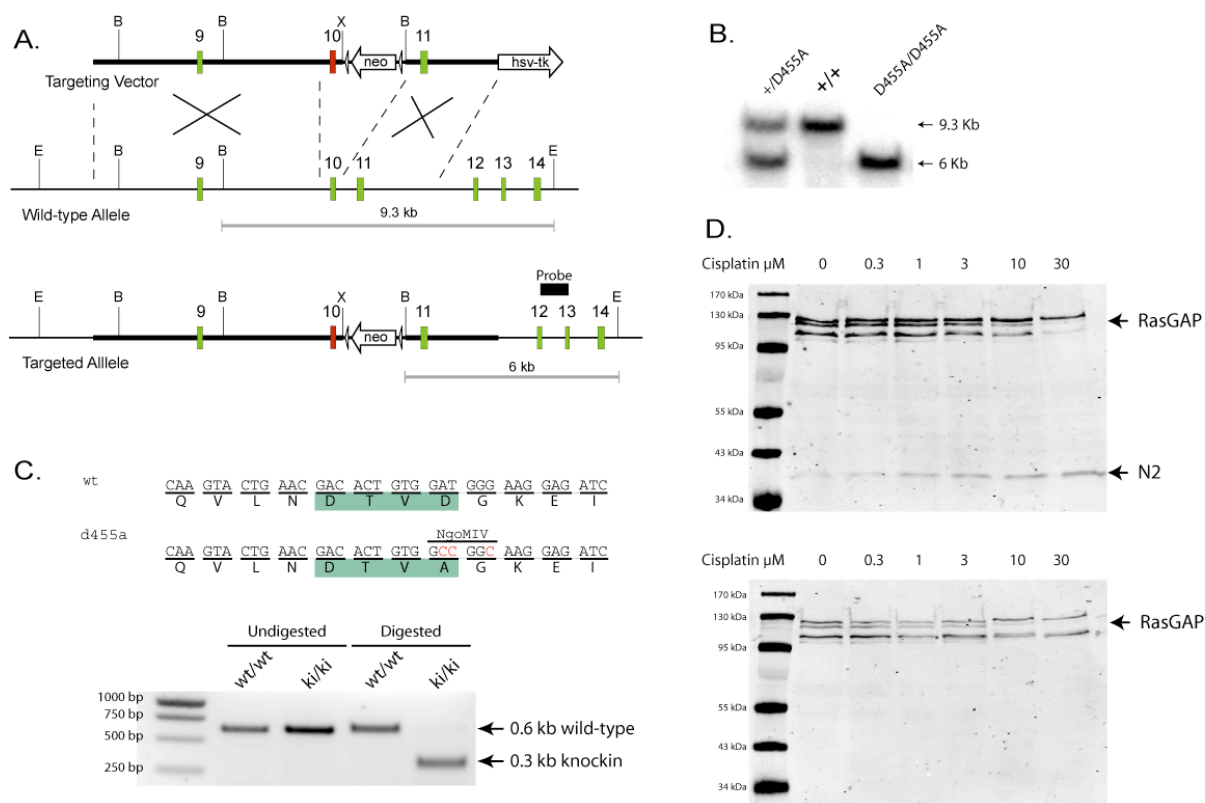 A.
B B X B
9 10 11
neo hsv-tk
Targeting Vector
E B B E
9 10 11 12 13 14
Wild-type Allele
9.3 kb
Probe
E B B X B E
9 10 11 12 13 14
neo
Targeted Alllele
6 kb
B.
+/D455A +/+ D455A/D455A
← 9.3 Kb
← 6 Kb
C.
wt CAA GTA CTG AAC GAC ACT GTG GAT GGG AAG GAG ATC
Q V L N D T V D G K E I
NgoMIV
d455a CAA GTA CTG AAC GAC ACT GTG GCC GGC AAG GAG ATC
Q V L N D T V A G K E I
Undigested Digested
wt/wt ki/ki wt/wt ki/ki
1000 bp
750 bp
500 bp
250 bp
0.6 kb wild-type
0.3 kb knockin
D.
Cisplatin µM 0 0.3 1 3 10 30
170 kDa
130 kDa
RasGAP
95 kDa
55 kDa
43 kDa
N2
34 kDa
Cisplatin µM 0 0.3 1 3 10 30
170 kDa
130 kDa
RasGAP
95 kDa
55 kDa
43 kDa
34 kDa